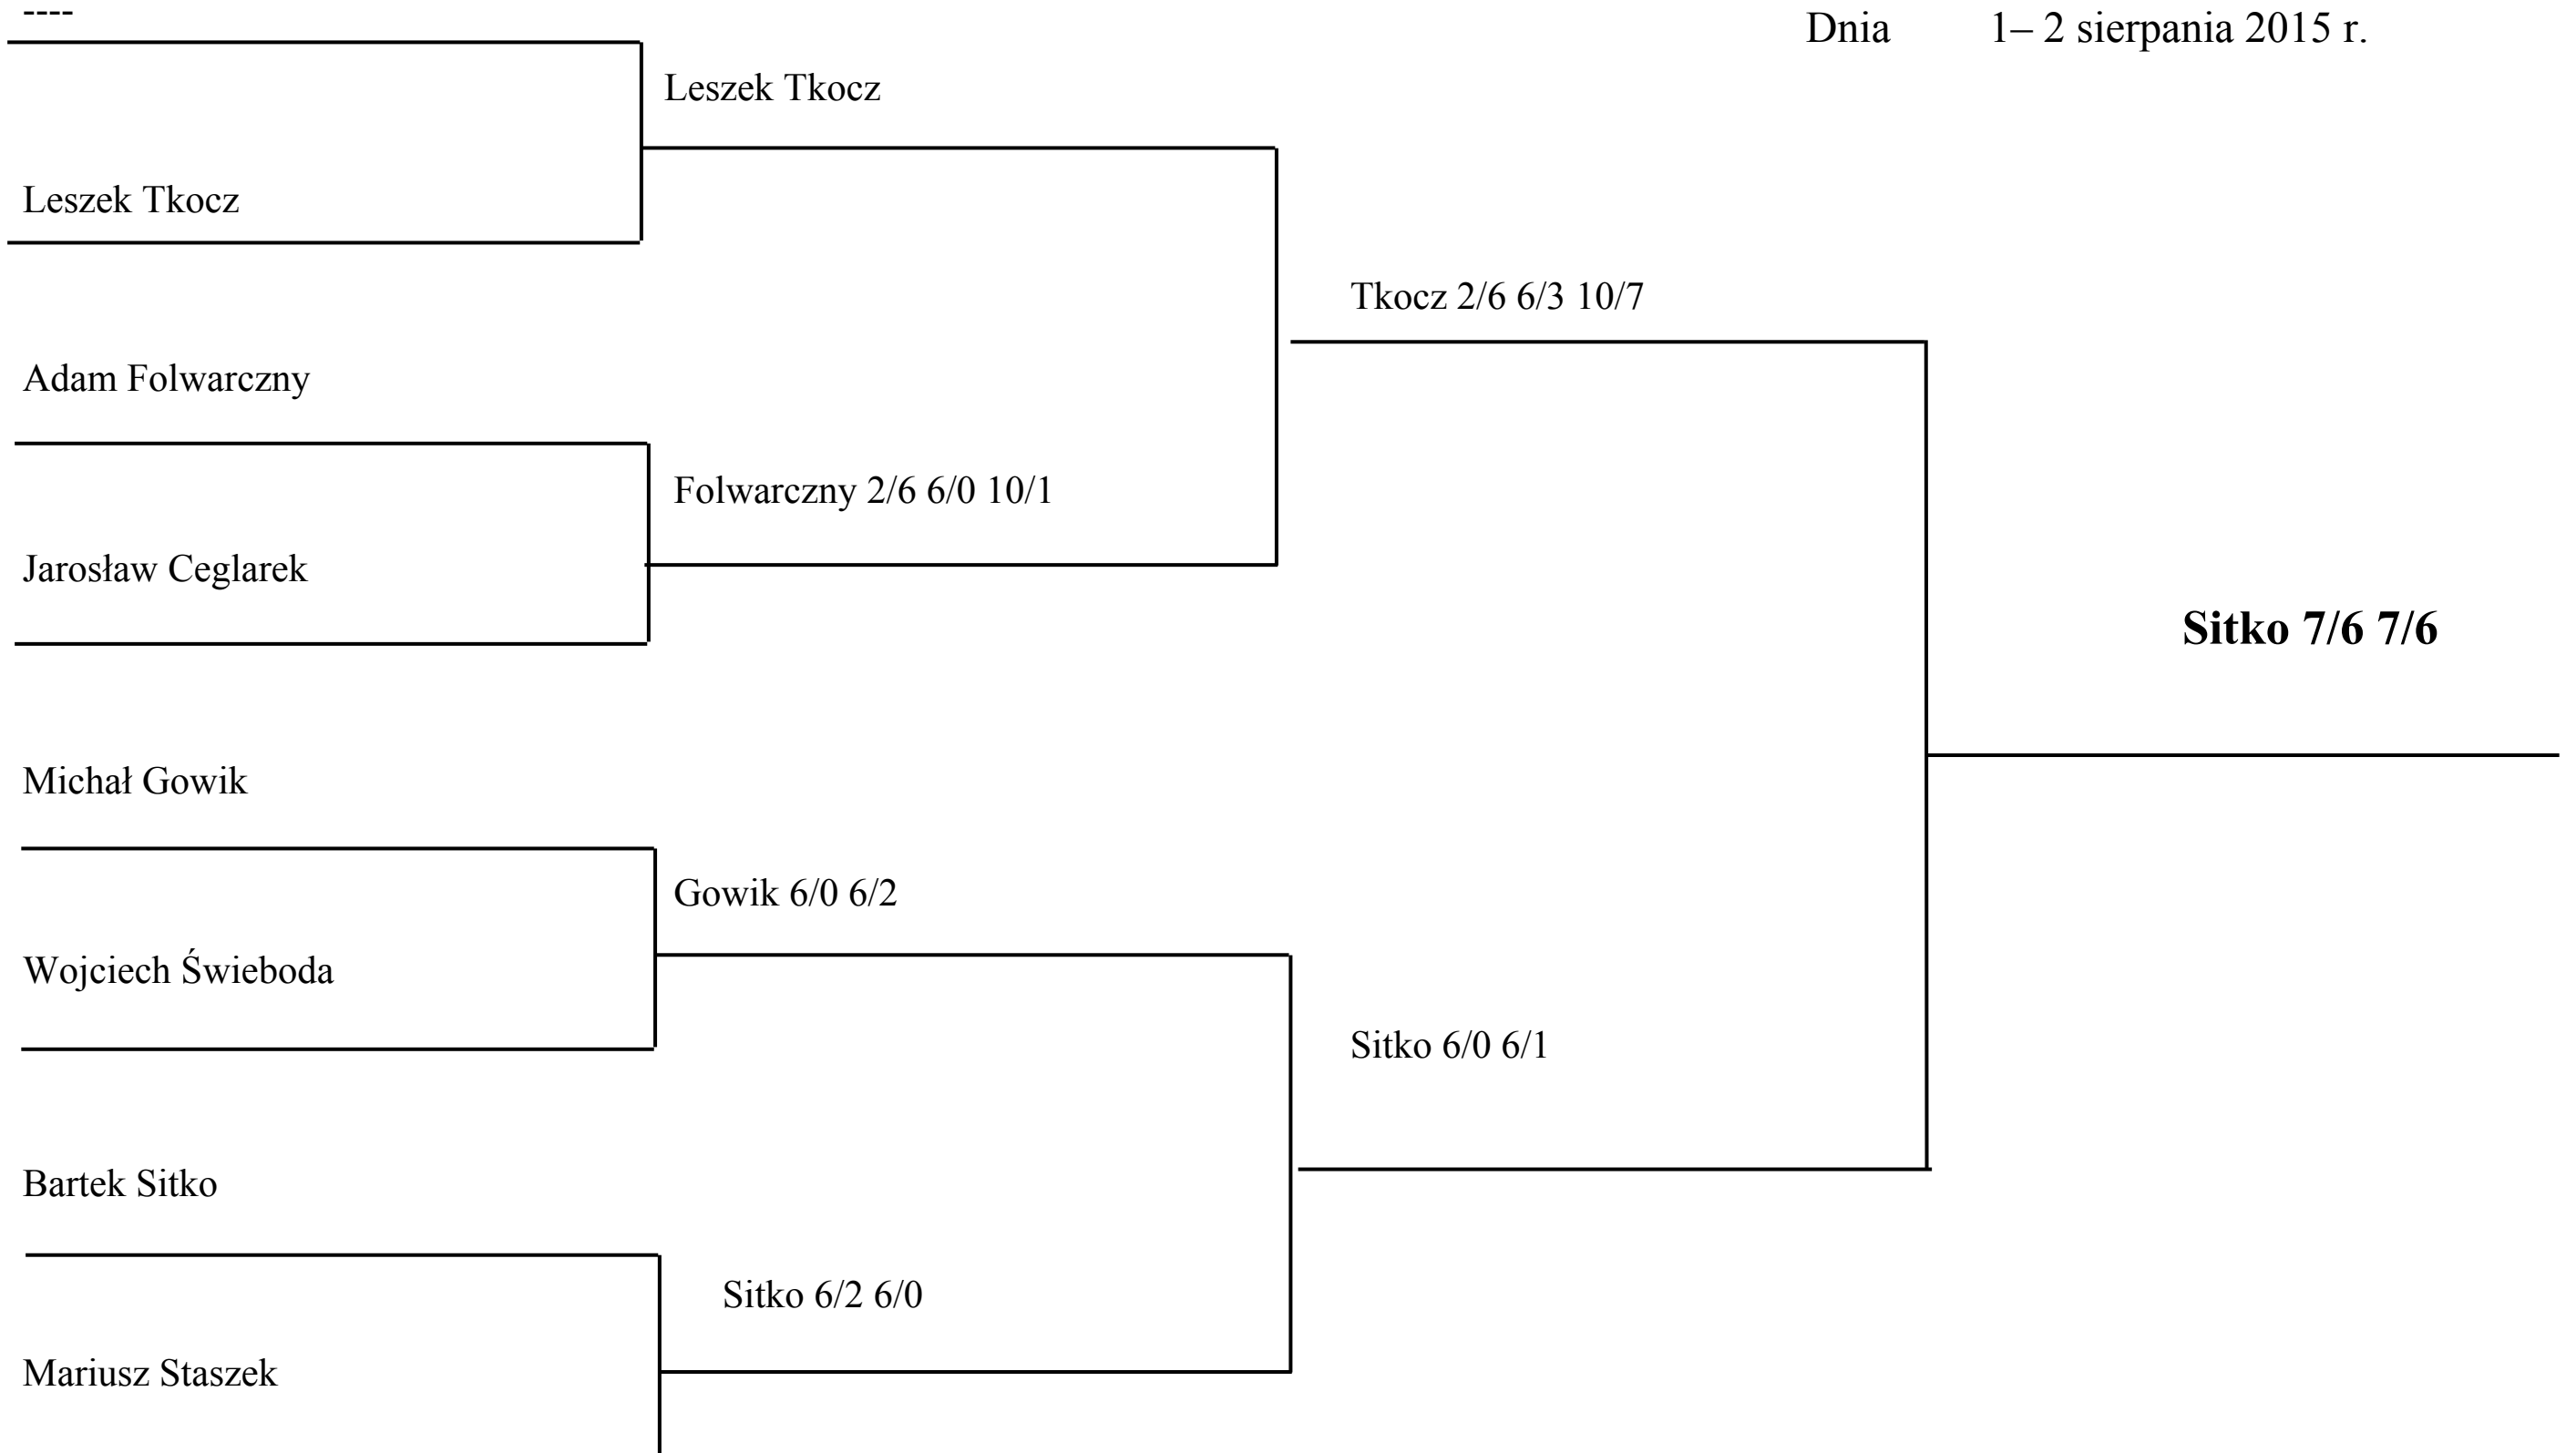 ----
Dnia 1– 2 sierpania 2015 r.
Leszek Tkocz
Leszek Tkocz
Tkocz 2/6 6/3 10/7
Adam Folwarczny
Folwarczny 2/6 6/0 10/1
Jarosław Ceglarek
Sitko 7/6 7/6
Michał Gowik
Gowik 6/0 6/2
Wojciech Świeboda
Sitko 6/0 6/1
Bartek Sitko
Sitko 6/2 6/0
Mariusz Staszek